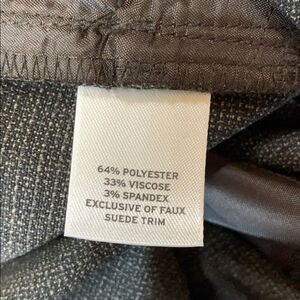 64% POLYESTER
33% VISCOSE
3% SPANDEX
EXCLUSIVE OF FAUX
SUEDE TRIM